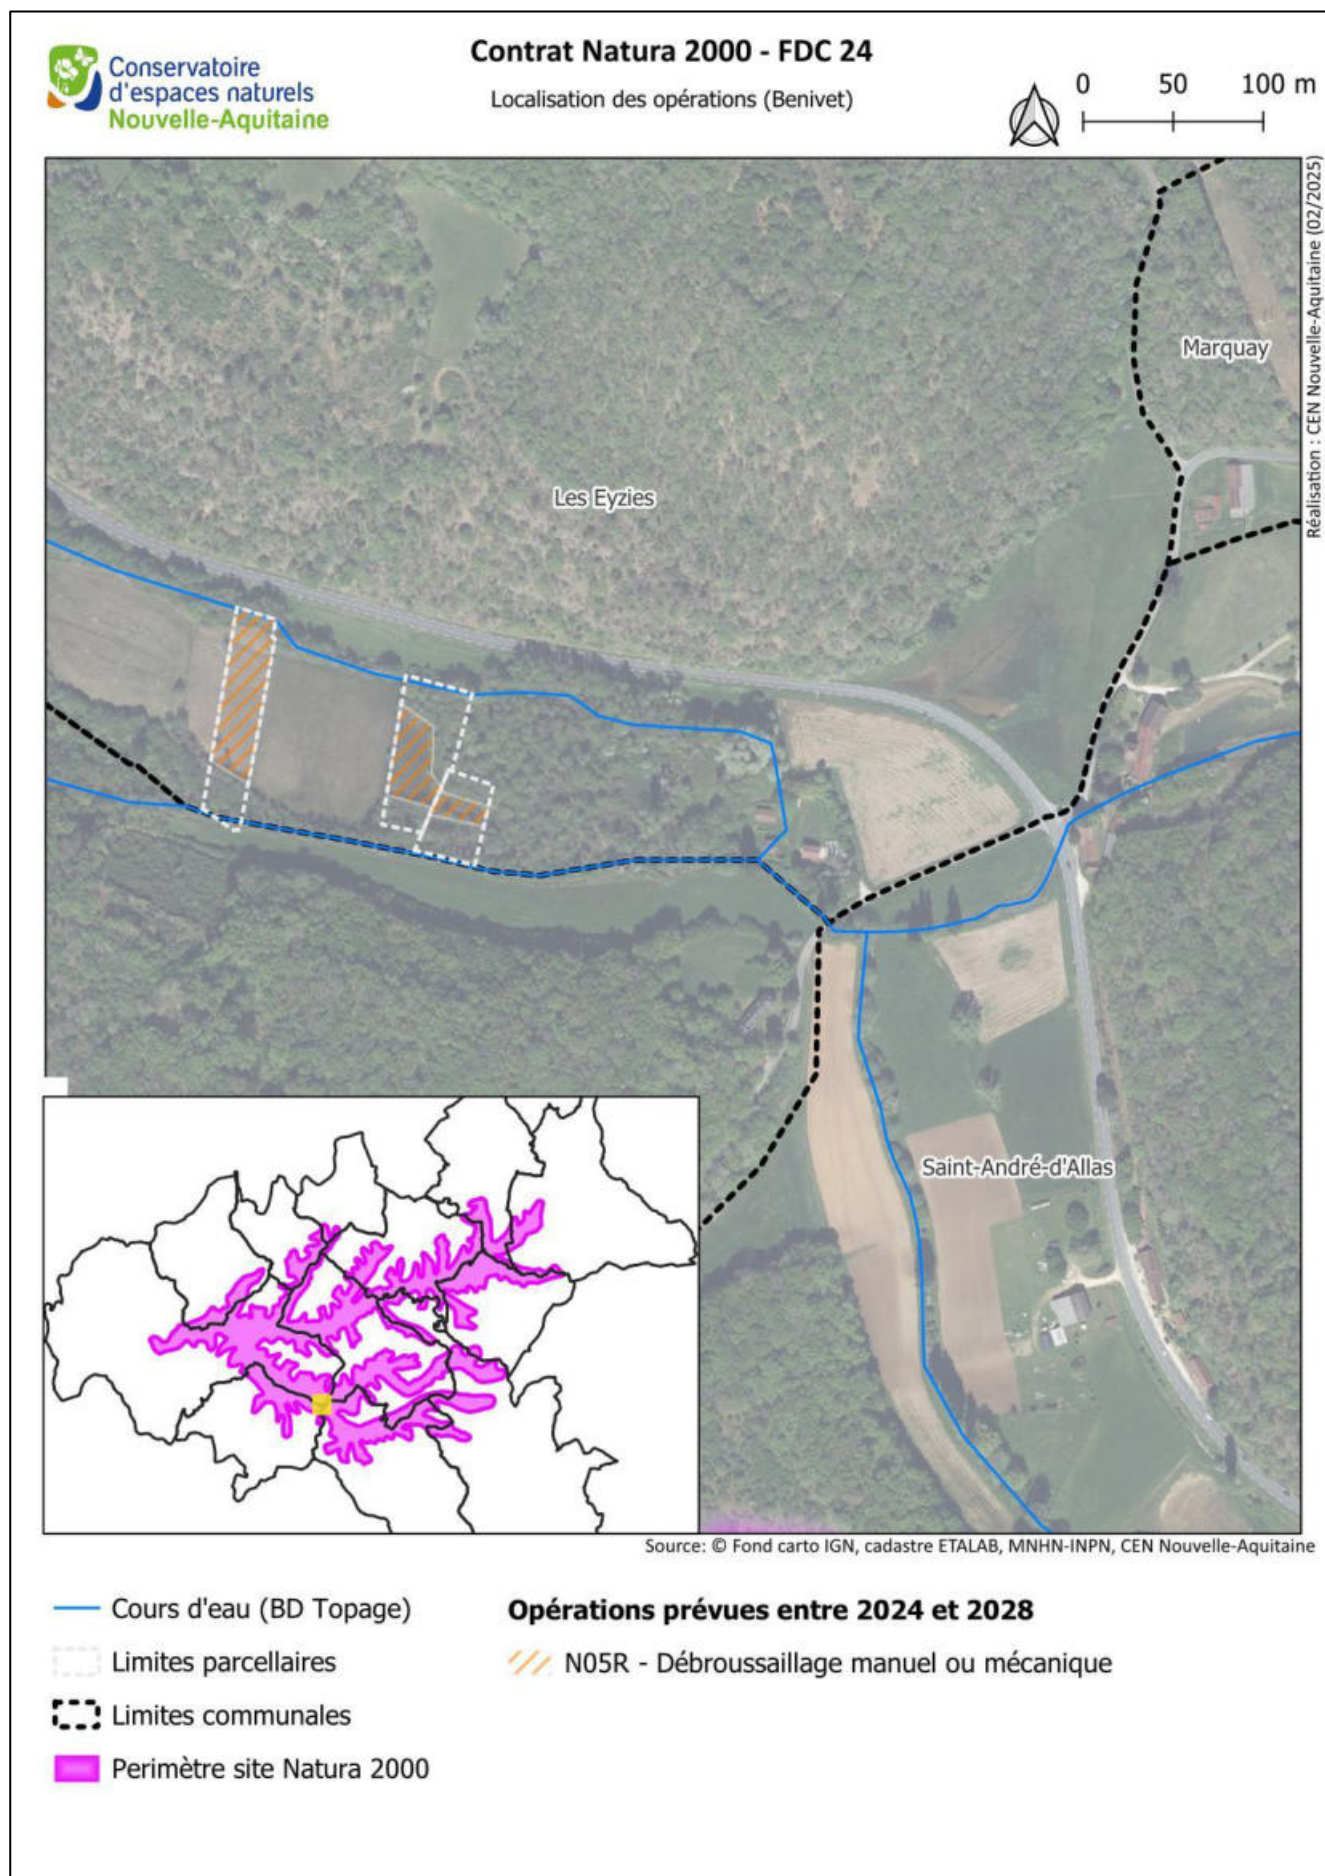 Conservatoire
d'espaces naturels
Nouvelle-Aquitaine
Contrat Natura 2000 - FDC 24
Localisation des opérations (Benivet)
0 50 100 m
Réalisation : CEN Nouvelle-Aquitaine (02/2025)
Marquay
Les Eyzies
Saint-André-d'Allas
Source: © Fond carto IGN, cadastre ETALAB, MNHN-INPN, CEN Nouvelle-Aquitaine
Cours d'eau (BD Topage)
Limites parcellaires
Limites communales
Perimètre site Natura 2000
Opérations prévues entre 2024 et 2028
N05R - Débroussaillage manuel ou mécanique